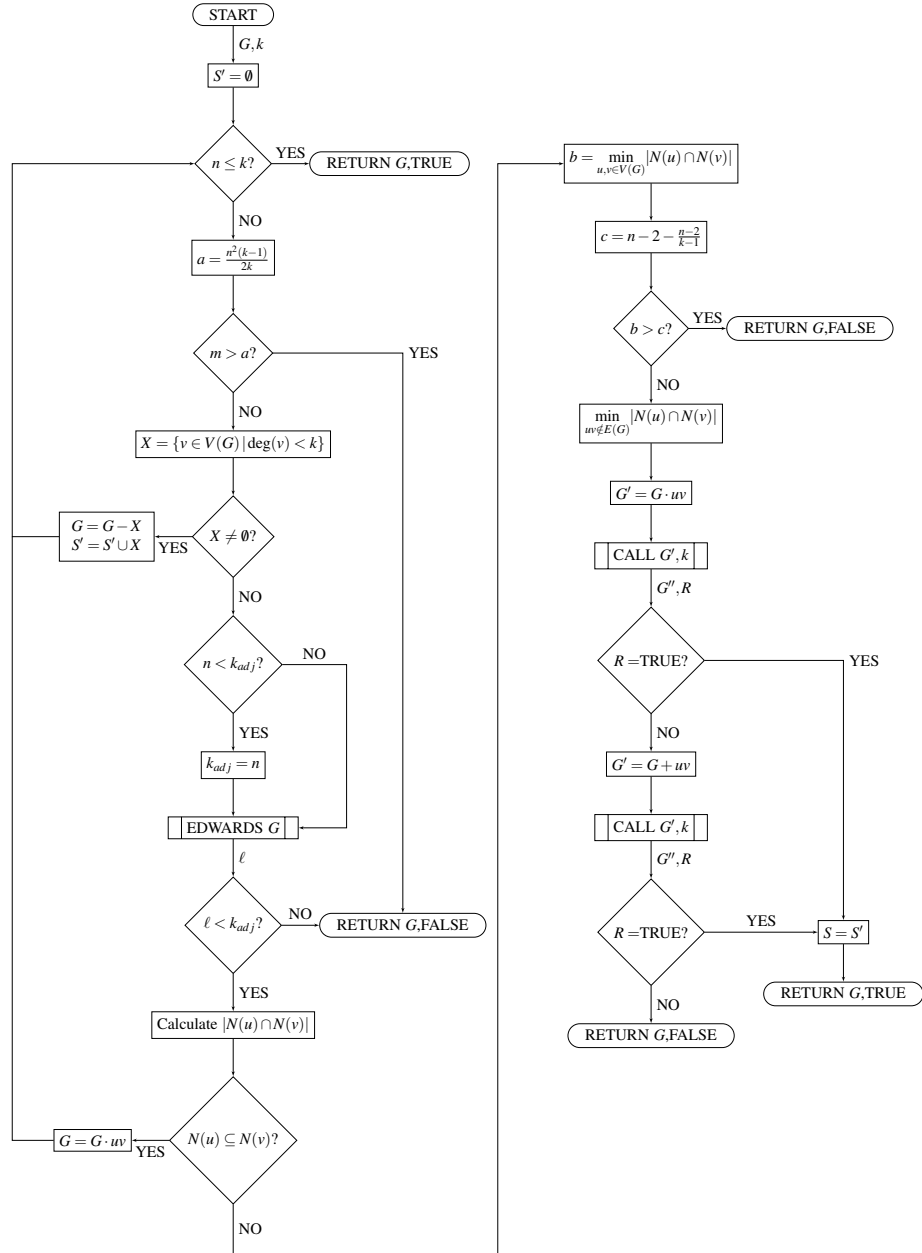 START
G, k
S′ = ∅
n ≤ k?
YES
RETURN G,TRUE
NO
a = n²(k−1)/2k
m > a?
YES
NO
X = {v ∈ V(G) | deg(v) < k}
X ≠ ∅?
YES
G = G − X
S′ = S′ ∪ X
NO
n < k_adj?
NO
YES
k_adj = n
EDWARDS G
ℓ
ℓ < k_adj?
NO
RETURN G,FALSE
YES
Calculate |N(u) ∩ N(v)|
N(u) ⊆ N(v)?
YES
G = G · uv
NO
b = min |N(u) ∩ N(v)|
u,v∈V(G)
c = n − 2 − (n−2)/(k−1)
b > c?
YES
RETURN G,FALSE
NO
min |N(u) ∩ N(v)|
uv∉E(G)
G′ = G · uv
CALL G′, k
G′′, R
R =TRUE?
YES
NO
G′ = G + uv
CALL G′, k
G′′, R
R =TRUE?
YES
S = S′
RETURN G,TRUE
NO
RETURN G,FALSE